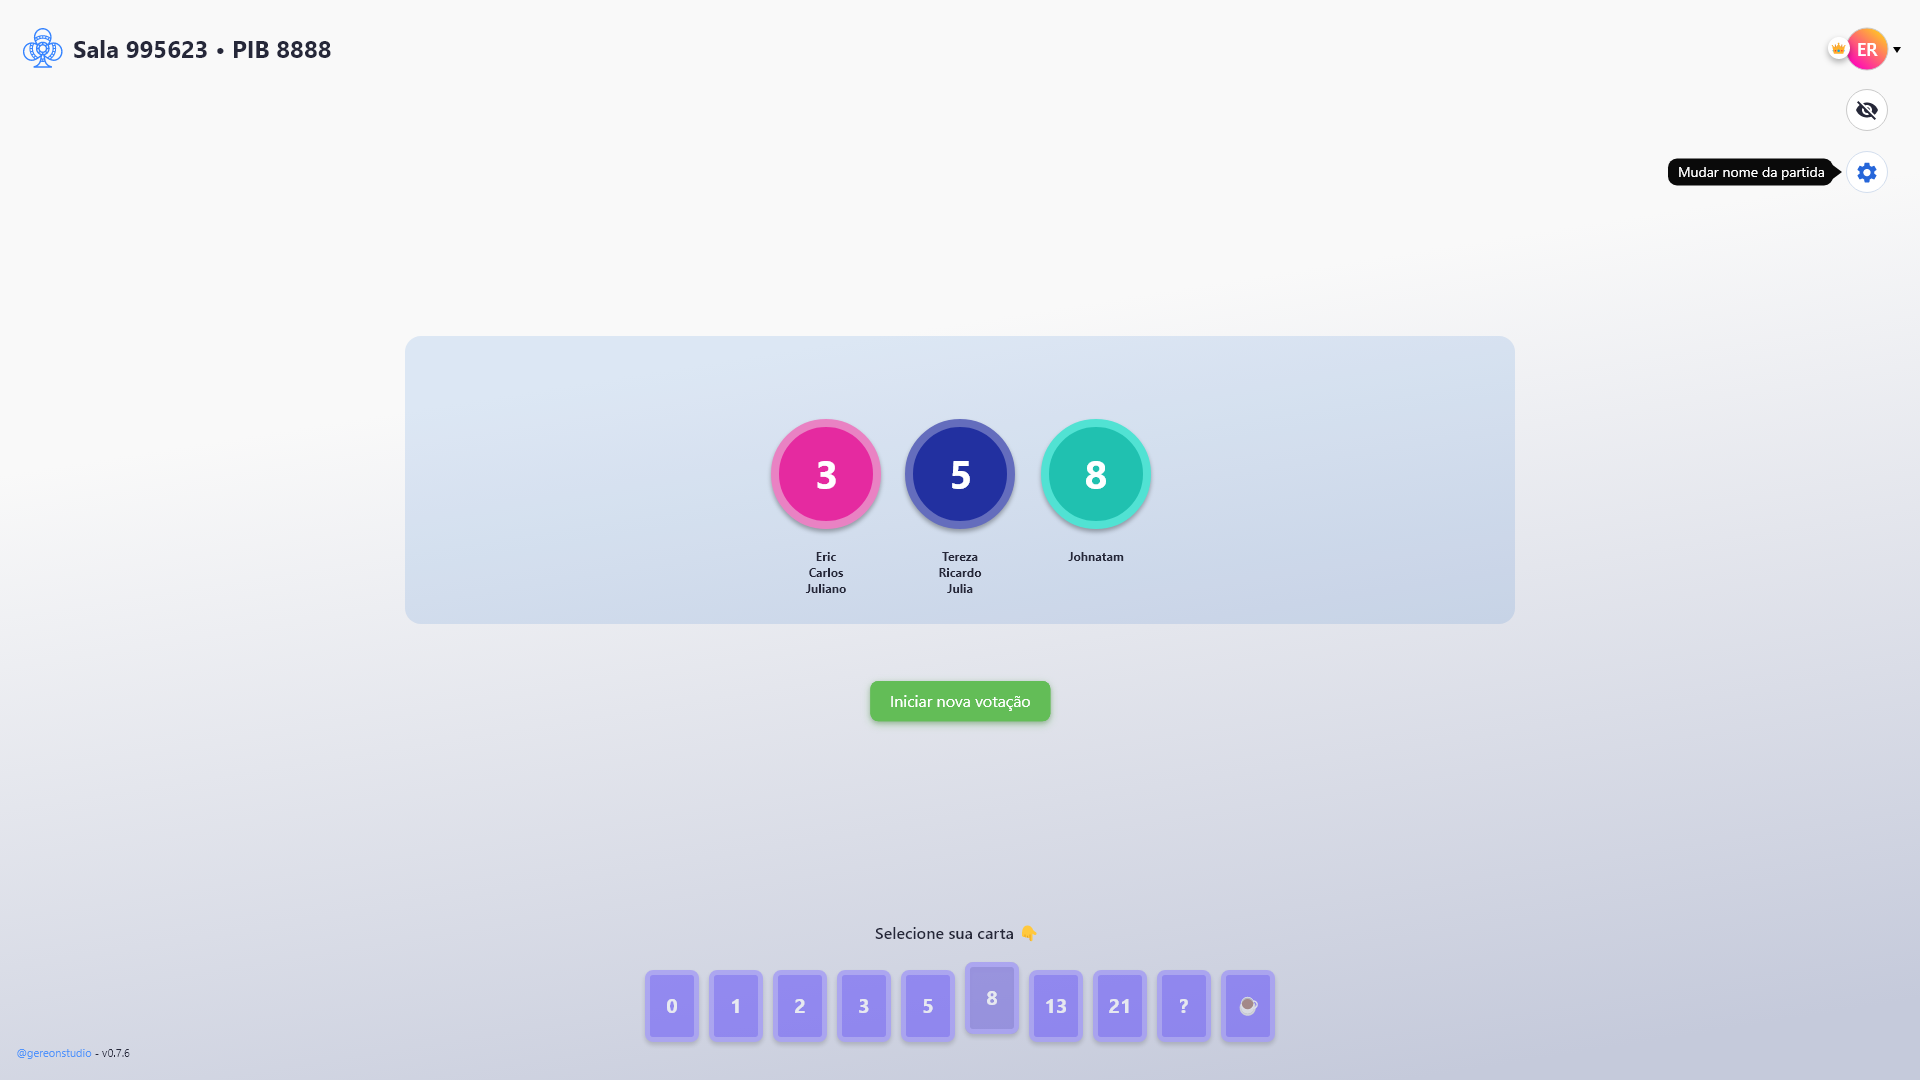 Sala 995623 • PIB 8888
ER
Mudar nome da partida
3
5
8
Eric
Carlos
Juliano
Tereza
Ricardo
Julia
Johnatam
Iniciar nova votação
Selecione sua carta 👇
0
1
2
3
5
8
13
21
?
@gereonstudio - v0.7.6